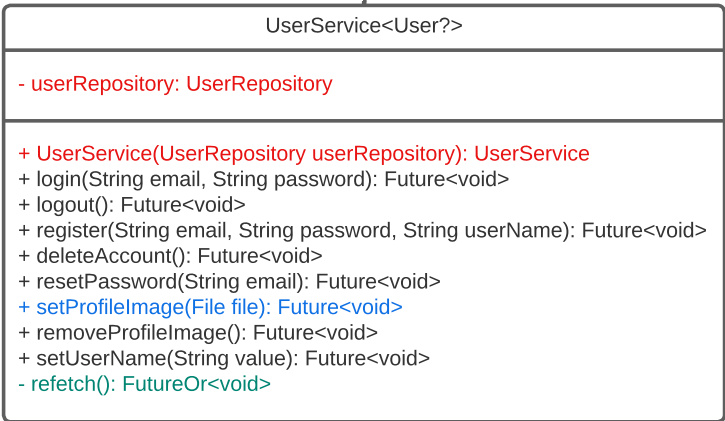 UserService<User?>
- userRepository: UserRepository
+ UserService(UserRepository userRepository): UserService
+ login(String email, String password): Future<void>
+ logout(): Future<void>
+ register(String email, String password, String userName): Future<void>
+ deleteAccount(): Future<void>
+ resetPassword(String email): Future<void>
+ setProfileImage(File file): Future<void>
+ removeProfileImage(): Future<void>
+ setUserName(String value): Future<void>
- refetch(): FutureOr<void>